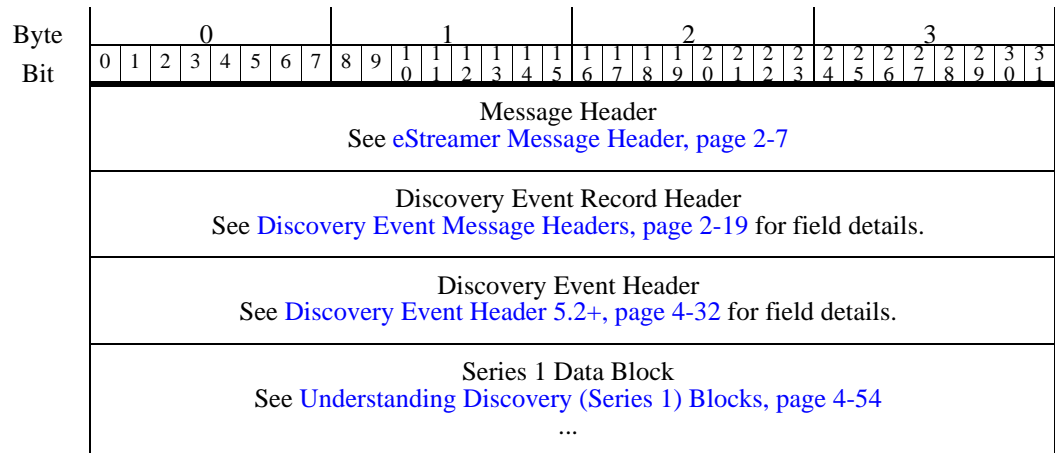 Byte 0 1 2 3
Bit 0 1 2 3 4 5 6 7 8 9 10 11 12 13 14 15 16 17 18 19 20 21 22 23 24 25 26 27 28 29 30 31
Message Header
See eStreamer Message Header, page 2-7
Discovery Event Record Header
See Discovery Event Message Headers, page 2-19 for field details.
Discovery Event Header
See Discovery Event Header 5.2+, page 4-32 for field details.
Series 1 Data Block
See Understanding Discovery (Series 1) Blocks, page 4-54
...